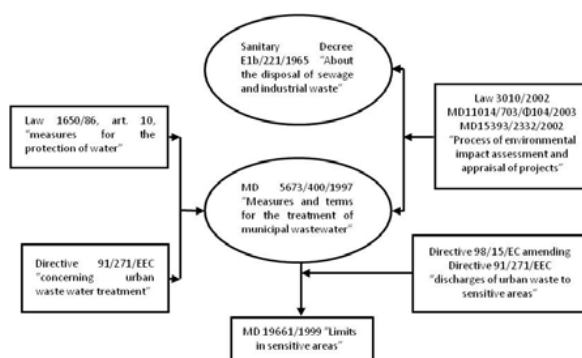 Sanitary Decree
E1b/221/1965 "About
the disposal of sewage
and industrial waste"
Law 1650/86, art. 10,
"measures for the
protection of water"
Law 3010/2002
MD11014/703/Φ104/2003
MD15393/2332/2002
"Process of environmental
impact assessment and
appraisal of projects"
MD 5673/400/1997
"Measures and terms
for the treatment of
municipal wastewater"
Directive 91/271/EEC
"concerning urban
waste water treatment"
Directive 98/15/EC amending
Directive 91/271/EEC
"discharges of urban waste to
sensitive areas"
MD 19661/1999 "Limits
in sensitive areas"